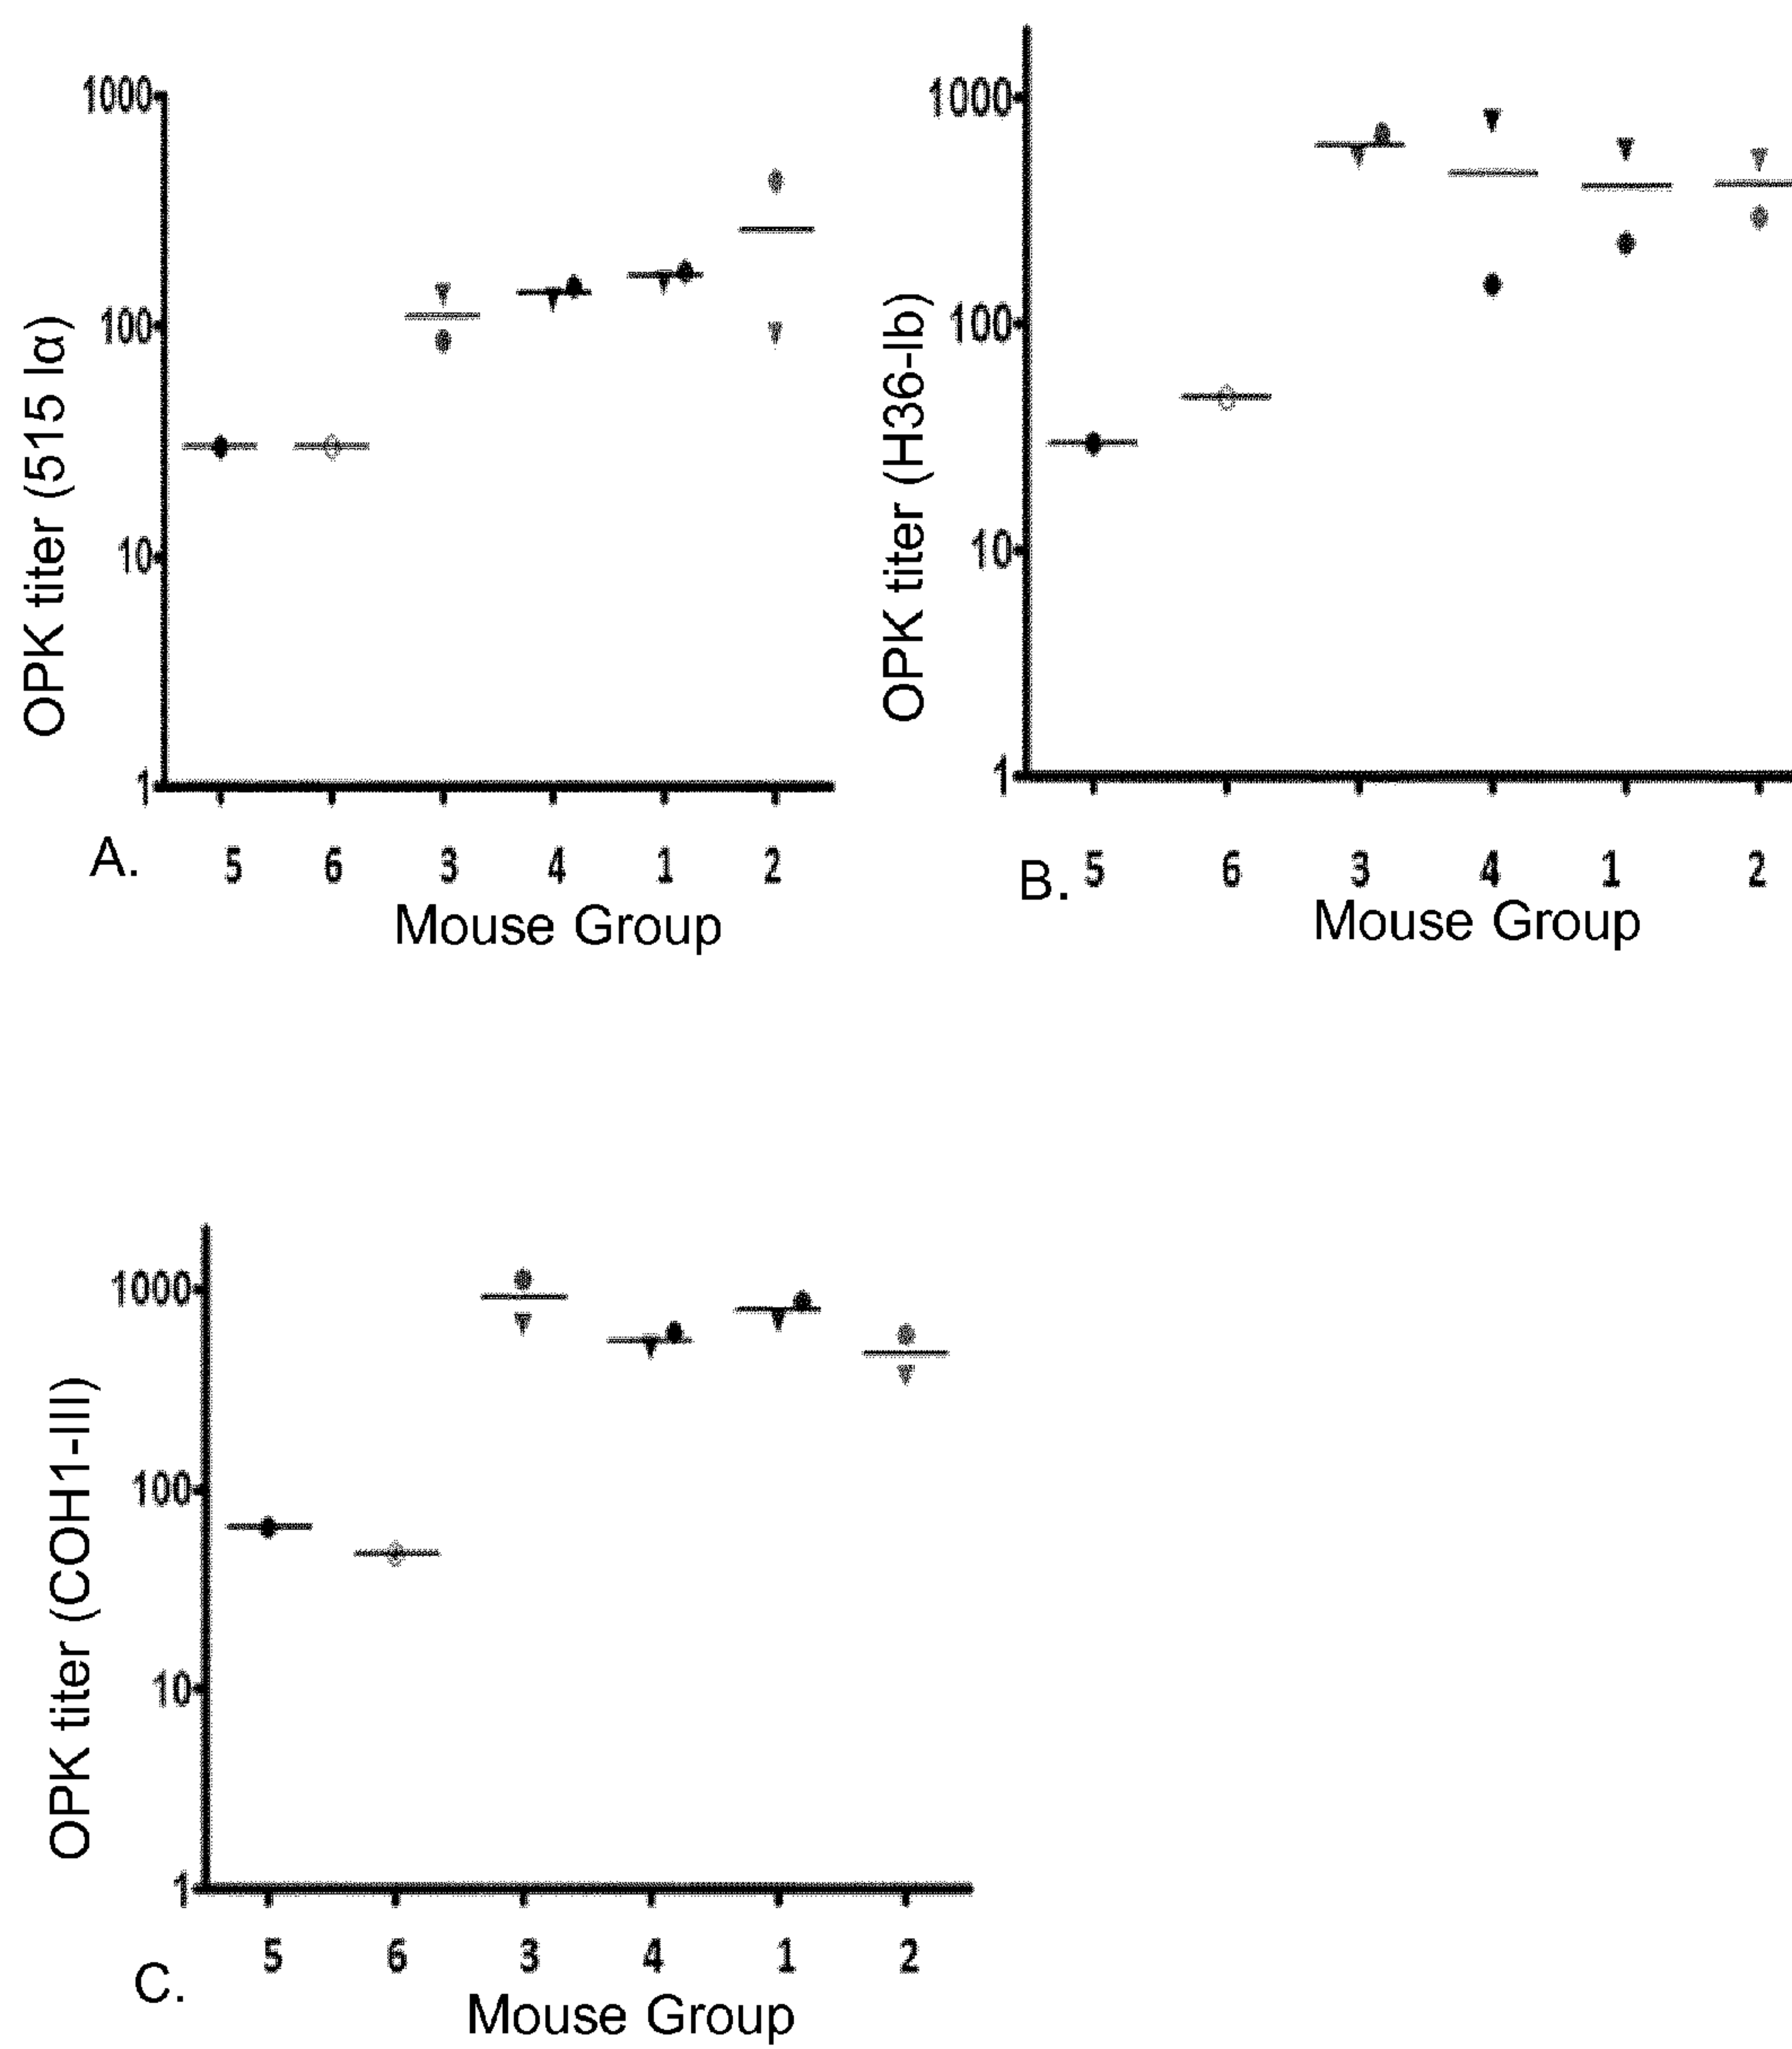 OPK titer (515 Iα)
1000
100
10
1
A. 5 6 3 4 1 2
Mouse Group
OPK titer (H36-Ib)
1000
100
10
1
B. 5 6 3 4 1 2
Mouse Group
OPK titer (COH1-III)
1000
100
10
1
C. 5 6 3 4 1 2
Mouse Group